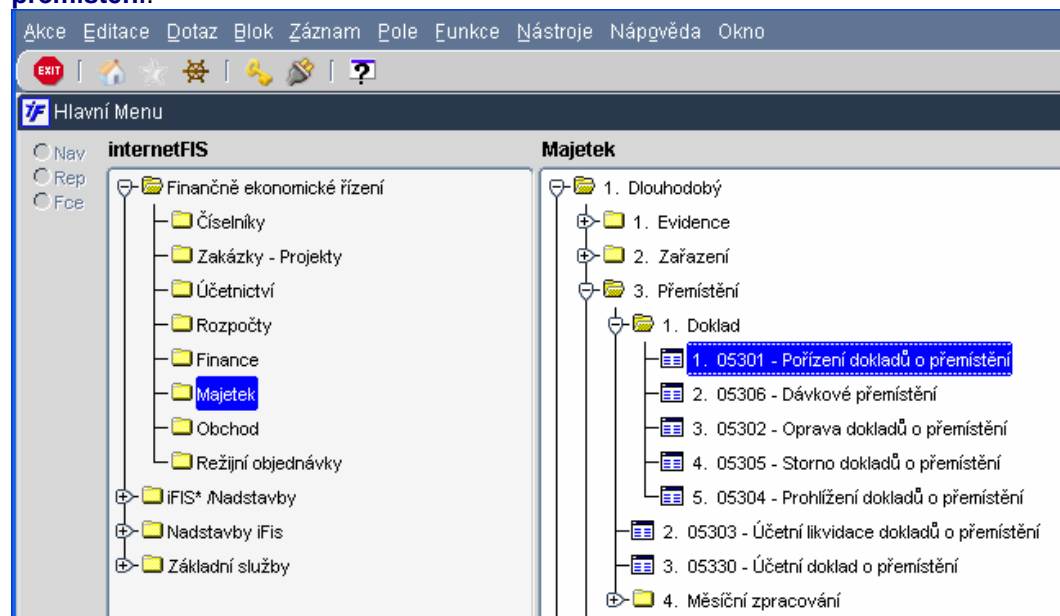 přemístění.
Akce Editace Dotaz Blok Záznam Pole Funkce Nástroje Nápověda Okno
EXIT
iF Hlavní Menu
Nav
Rep
Fce
internetFIS
Finančně ekonomické řízení
Číselníky
Zakázky - Projekty
Účetnictví
Rozpočty
Finance
Majetek
Obchod
Režijní objednávky
iFIS* /Nadstavby
Nadstavby iFis
Základní služby
Majetek
1. Dlouhodobý
1. Evidence
2. Zařazení
3. Přemístění
1. Doklad
1. 05301 - Pořízení dokladů o přemístění
2. 05306 - Dávkové přemístění
3. 05302 - Oprava dokladů o přemístění
4. 05305 - Storno dokladů o přemístění
5. 05304 - Prohlížení dokladů o přemístění
2. 05303 - Účetní likvidace dokladů o přemístění
3. 05330 - Účetní doklad o přemístění
4. Měsíční zpracování